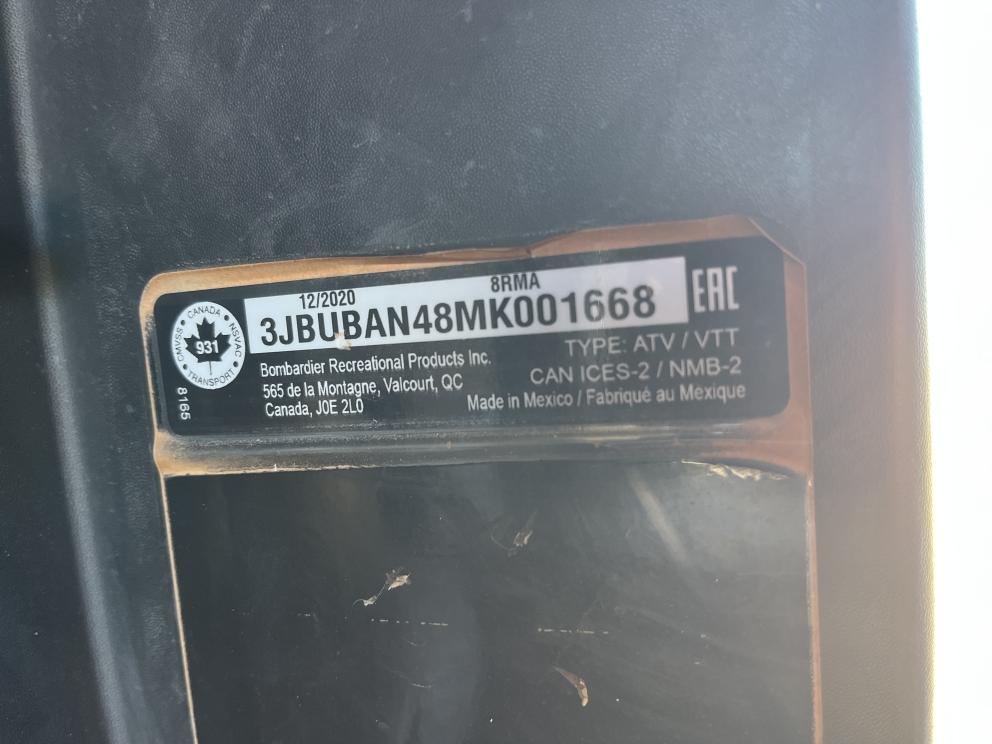 12/2020 8RMA
3JBUBAN48MK001668
EAC
CANADA
CMVSS • NSVAC
931
TRANSPORT
8165
Bombardier Recreational Products Inc.
565 de la Montagne, Valcourt, QC
Canada, J0E 2L0
TYPE: ATV / VTT
CAN ICES-2 / NMB-2
Made in Mexico / Fabriqué au Mexique